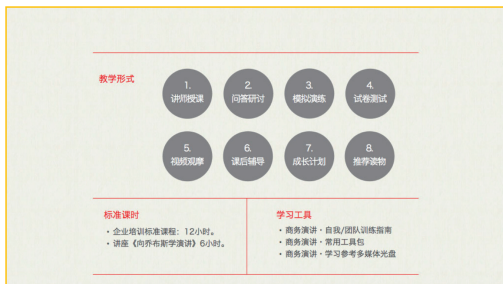 教学形式
1.
讲师授课
2.
问答研讨
3.
模拟演练
4.
试卷测试
5.
视频观摩
6.
课后辅导
7.
成长计划
8.
推荐读物
标准课时
· 企业培训标准课程：12小时。
· 讲座《向乔布斯学演讲》6小时。
学习工具
· 商务演讲·自我/团队训练指南
· 商务演讲·常用工具包
· 商务演讲·学习参考多媒体光盘